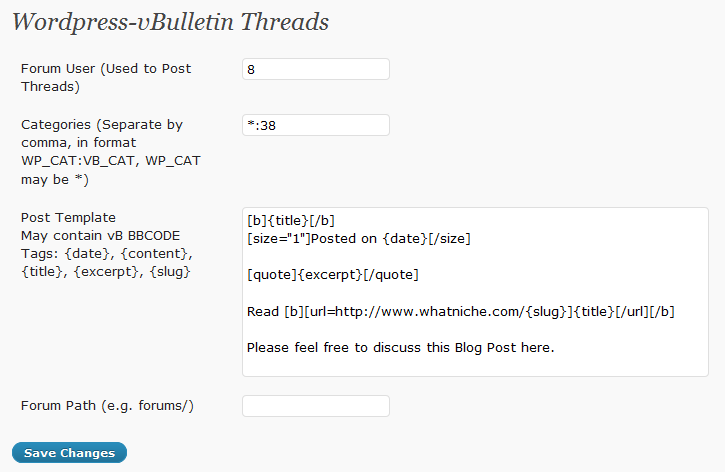 Wordpress-vBulletin Threads
Forum User (Used to Post
Threads)
8
Categories (Separate by
comma, in format
WP_CAT:VB_CAT, WP_CAT
may be *)
*:38
Post Template
May contain vB BBCODE
Tags: {date}, {content},
{title}, {excerpt}, {slug}
[b]{title}[/b]
[size="1"]Posted on {date}[/size]
[quote]{excerpt}[/quote]
Read [b][url=http://www.whatniche.com/{slug}]{title}[/url][/b]
Please feel free to discuss this Blog Post here.
Forum Path (e.g. forums/)
Save Changes